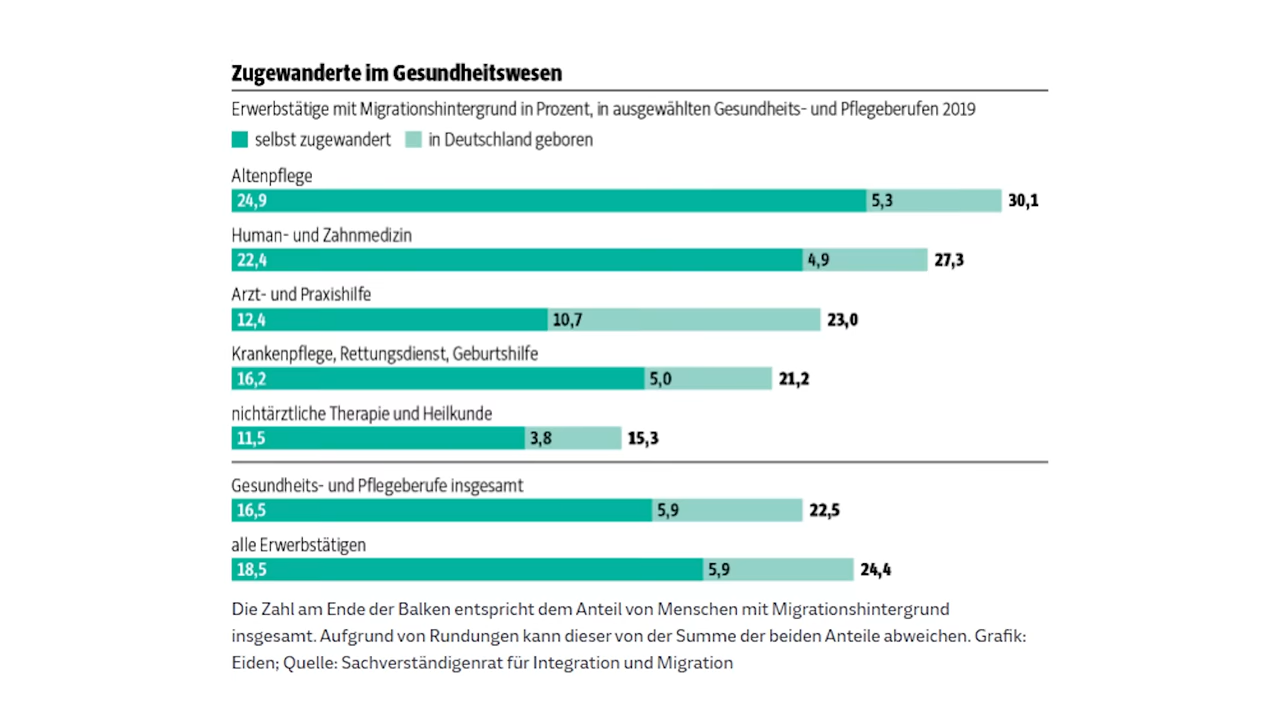 Zugewanderte im Gesundheitswesen
Erwerbstätige mit Migrationshintergrund in Prozent, in ausgewählten Gesundheits- und Pflegeberufen 2019
selbst zugewandert in Deutschland geboren
Altenpflege
24,9 5,3 30,1
Human- und Zahnmedizin
22,4 4,9 27,3
Arzt- und Praxishilfe
12,4 10,7 23,0
Krankenpflege, Rettungsdienst, Geburtshilfe
16,2 5,0 21,2
nichtärztliche Therapie und Heilkunde
11,5 3,8 15,3
Gesundheits- und Pflegeberufe insgesamt
16,5 5,9 22,5
alle Erwerbstätigen
18,5 5,9 24,4
Die Zahl am Ende der Balken entspricht dem Anteil von Menschen mit Migrationshintergrund
insgesamt. Aufgrund von Rundungen kann dieser von der Summe der beiden Anteile abweichen. Grafik:
Eiden; Quelle: Sachverständigenrat für Integration und Migration